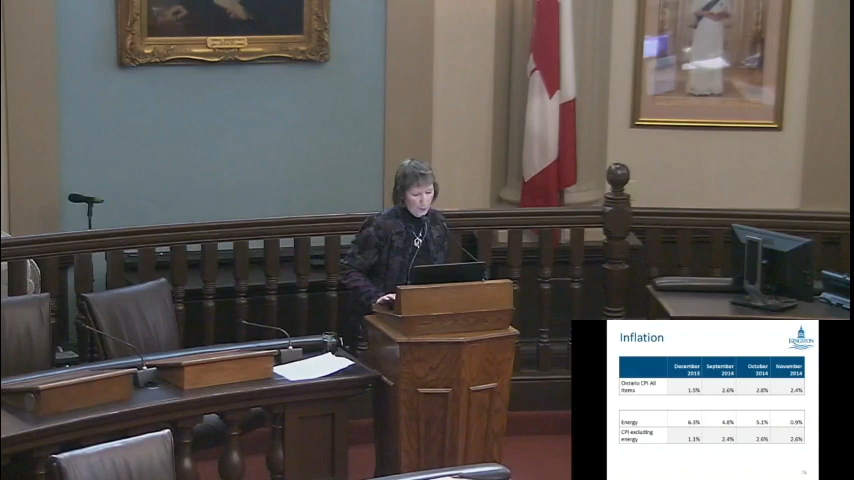 Inflation
KINGSTON
December 2013 September 2014 October 2014 November 2014
Ontario CPI All Items 1.5% 2.6% 2.8% 2.4%
Energy 6.3% 4.8% 5.1% 0.9%
CPI excluding energy 1.1% 2.4% 2.6% 2.6%